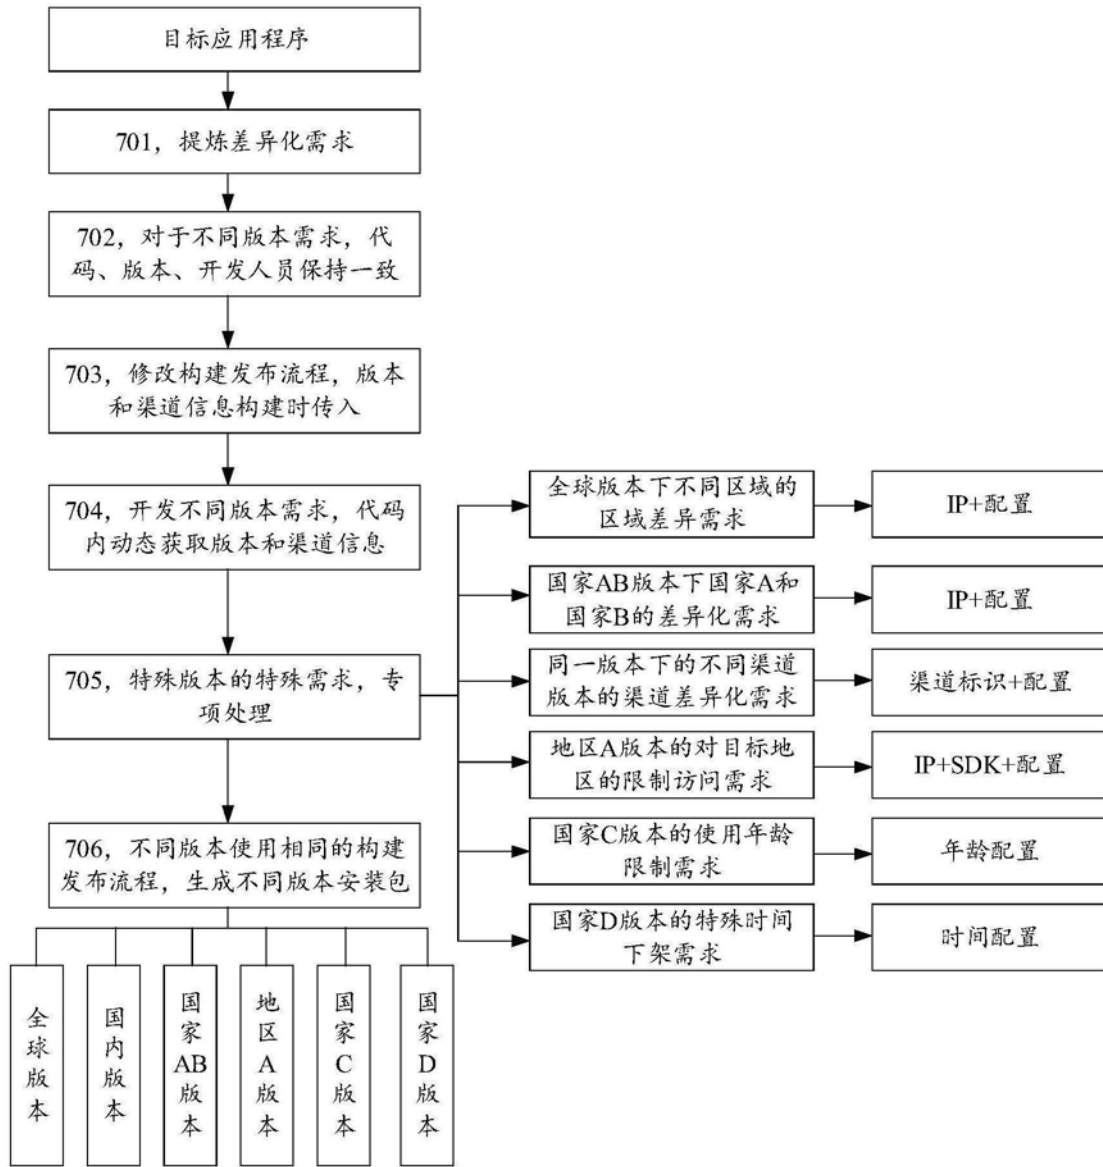 目标应用程序
701，提炼差异化需求
702，对于不同版本需求，代
码、版本、开发人员保持一致
703，修改构建发布流程，版本
和渠道信息构建时传入
704，开发不同版本需求，代码
内动态获取版本和渠道信息
705，特殊版本的特殊需求，专
项处理
706，不同版本使用相同的构建
发布流程，生成不同版本安装包
全球版本下不同区域的
区域差异需求
IP+配置
国家AB版本下国家A和
国家B的差异化需求
IP+配置
同一版本下的不同渠道
版本的渠道差异化需求
渠道标识+配置
地区A版本的对目标地
区的限制访问需求
IP+SDK+配置
国家C版本的使用年龄
限制需求
年龄配置
国家D版本的特殊时间
下架需求
时间配置
全球版本
国内版本
国家AB版本
地区A版本
国家C版本
国家D版本